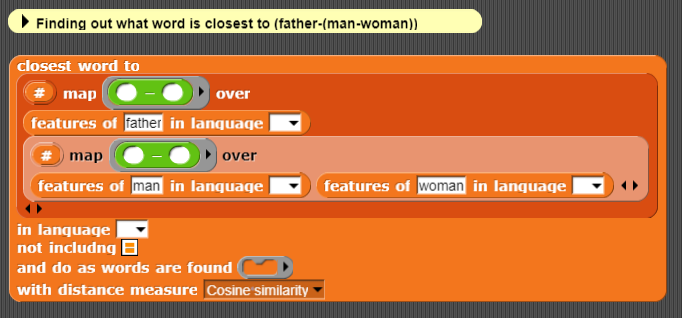 Finding out what word is closest to (father-(man-woman))
closest word to
# map − over
features of father in language
# map − over
features of man in language features of woman in language
in language
not includng
and do as words are found
with distance measure Cosine similarity